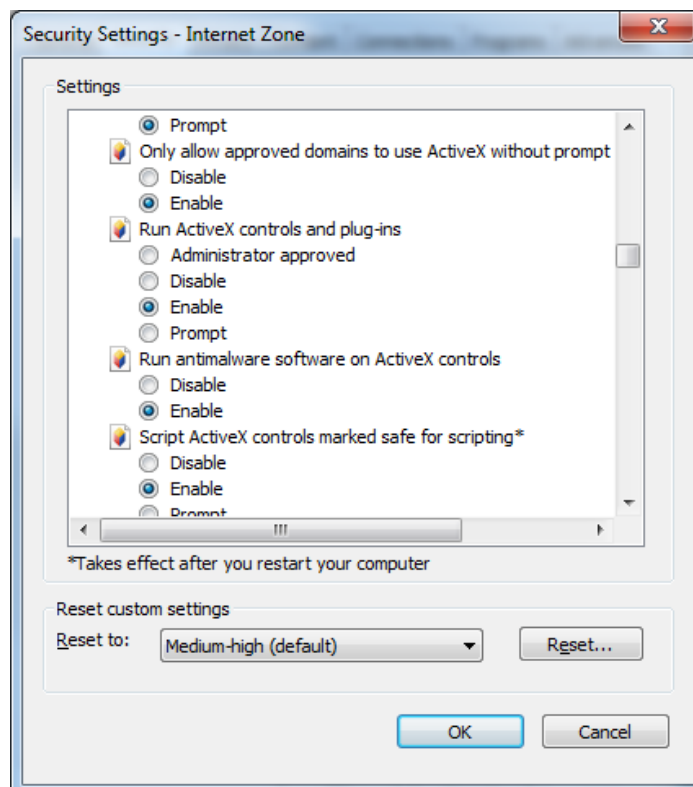 Security Settings - Internet Zone
Settings
Prompt
Only allow approved domains to use ActiveX without prompt
Disable
Enable
Run ActiveX controls and plug-ins
Administrator approved
Disable
Enable
Prompt
Run antimalware software on ActiveX controls
Disable
Enable
Script ActiveX controls marked safe for scripting*
Disable
Enable
Prompt
*Takes effect after you restart your computer
Reset custom settings
Reset to: Medium-high (default) Reset...
OK Cancel